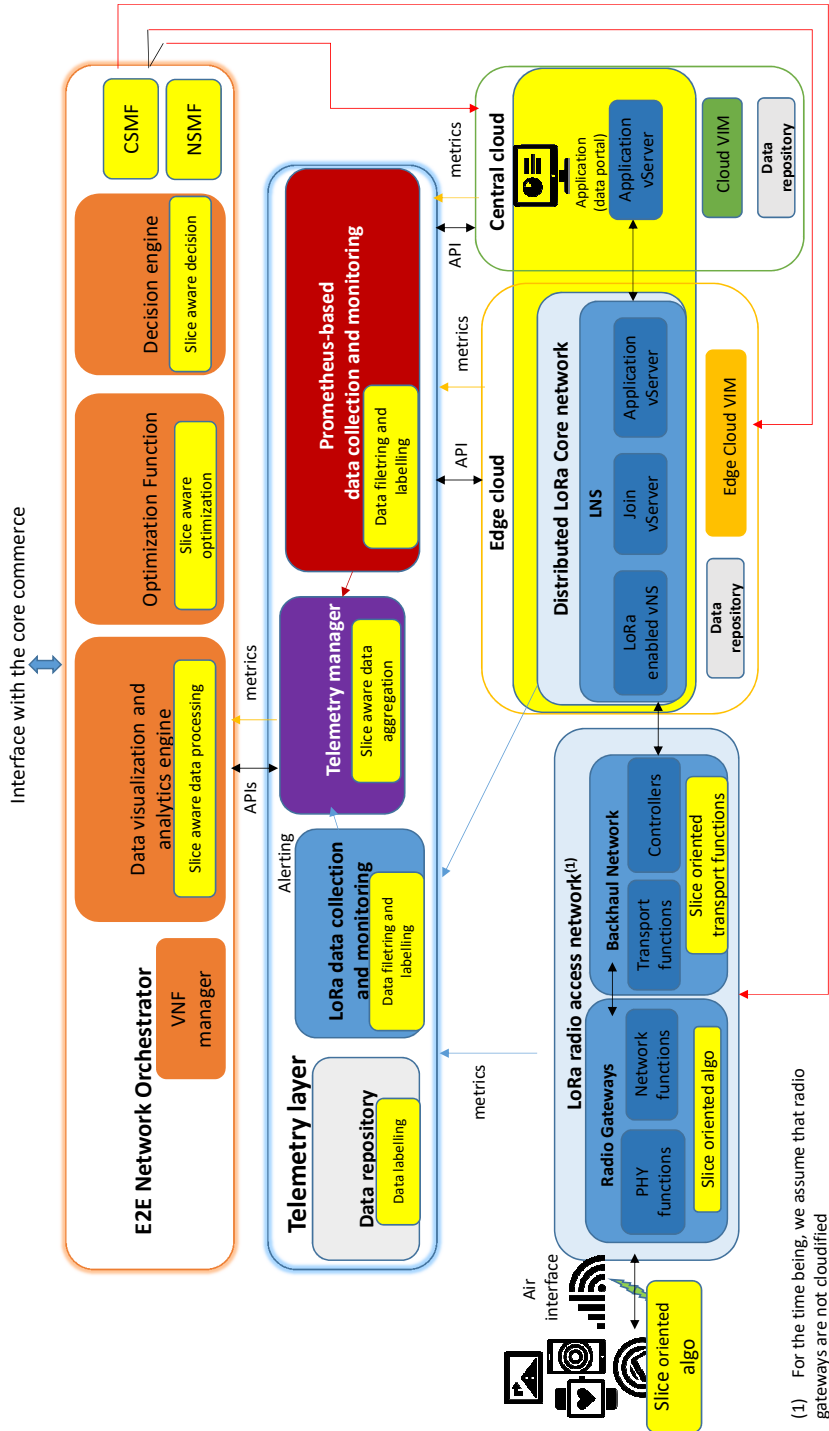 Interface with the core commerce
E2E Network Orchestrator
VNF
manager
Data visualization and
analytics engine
Slice aware data processing
Optimization Function
Slice aware
optimization
Decision engine
Slice aware decision
CSMF
NSMF
APIs
metrics
Telemetry layer
Data repository
Data labelling
LoRa data collection
and monitoring
Data filetring and
labelling
Alerting
Telemetry manager
Slice aware data
aggregation
Prometheus-based
data collection and monitoring
Data filetring and
labelling
metrics
API
metrics
API
metrics
Air
interface
Slice oriented
algo
LoRa radio access network(1)
Radio Gateways
PHY
functions
Network
functions
Slice oriented algo
Backhaul Network
Transport
functions
Controllers
Slice oriented
transport functions
Edge cloud
Distributed LoRa Core network
LNS
LoRa
enabled vNS
Join
vServer
Application
vServer
Data
repository
Edge Cloud VIM
Central cloud
Application
(data portal)
Application
vServer
Cloud VIM
Data
repository
(1) For the time being, we assume that radio
gateways are not cloudified